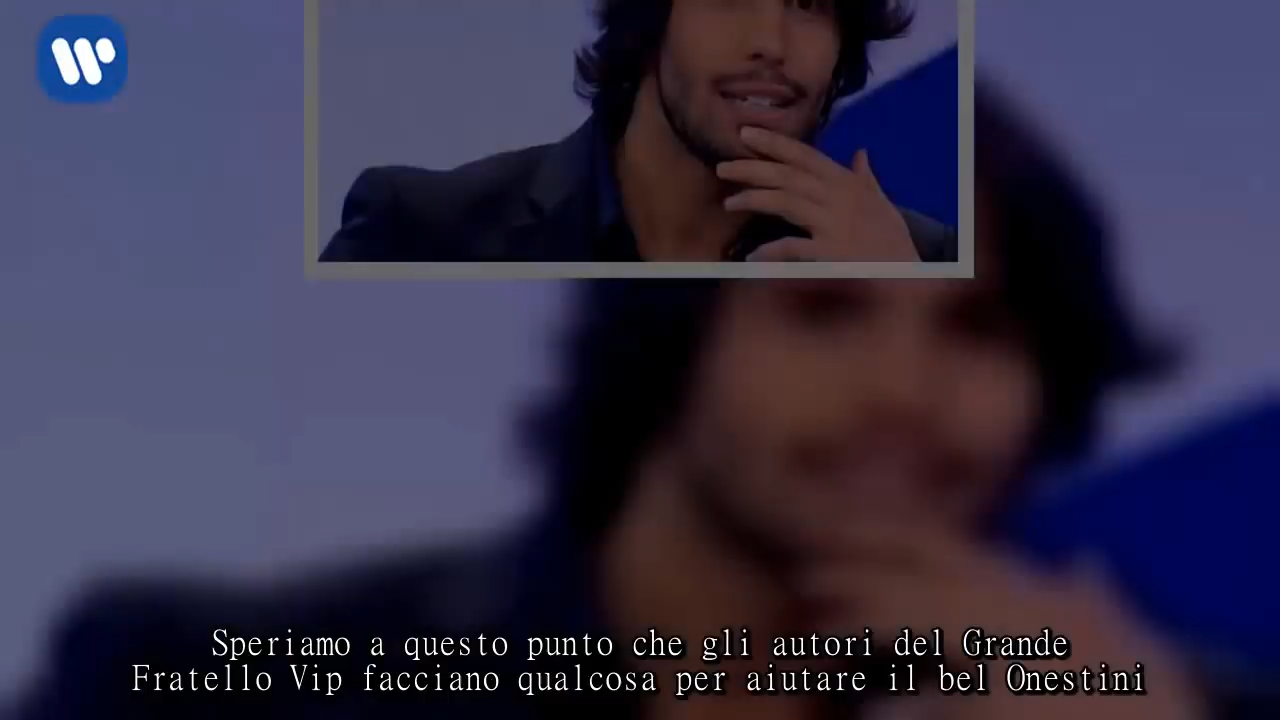 Speriamo a questo punto che gli autori del Grande
Fratello Vip facciano qualcosa per aiutare il bel Onestini